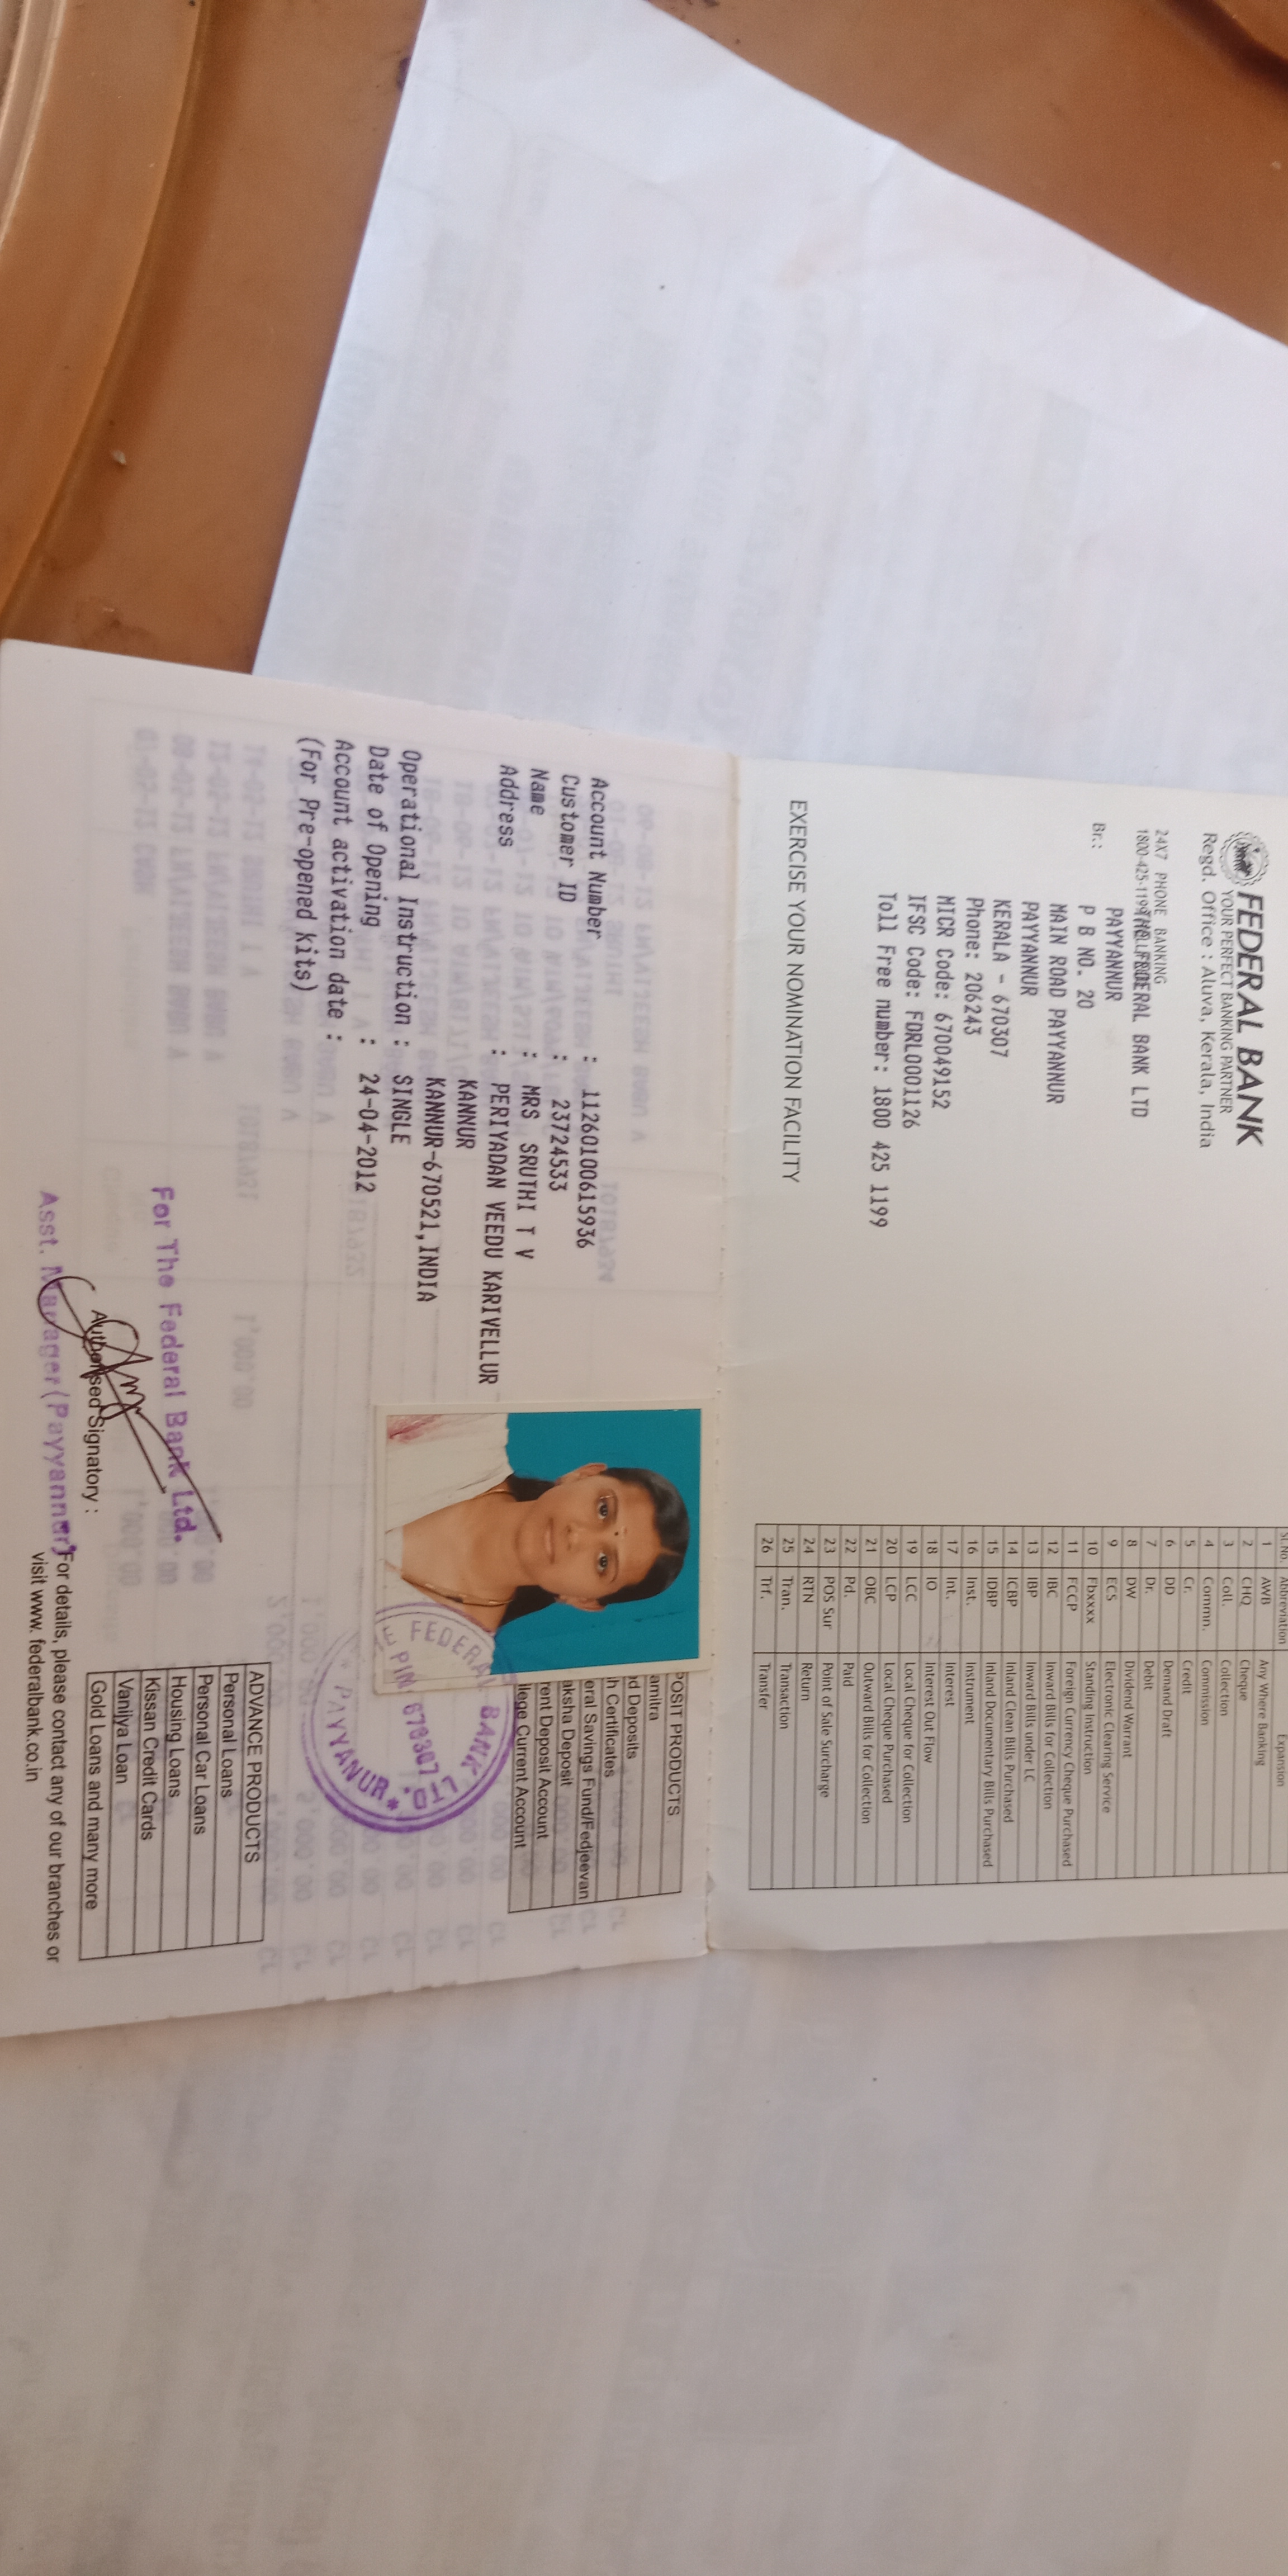 FEDERAL BANK
YOUR PERFECT BANKING PARTNER
Regd. Office : Aluva, Kerala, India
24X7 PHONE BANKING
1800-425-1199
THE FEDERAL BANK LTD
Br.:
PAYYANNUR
P B NO. 20
MAIN ROAD PAYYANNUR
PAYYANNUR
KERALA - 670307
Phone: 206243
MICR Code: 670049152
IFSC Code: FDRL0001126
Toll Free number: 1800 425 1199
EXERCISE YOUR NOMINATION FACILITY
Sl.No. Abbreviation Expansion
1 AWB Any Where Banking
2 CHQ Cheque
3 Coll. Collection
4 Commn. Commission
5 Cr. Credit
6 DD Demand Draft
7 Dr. Debit
8 DW Dividend Warrant
9 ECS Electronic Clearing Service
10 Fbxxxx Standing Instruction
11 FCCP Foreign Currency Cheque Purchased
12 IBC Inward Bills for Collection
13 IBP Inward Bills under LC
14 ICBP Inland Clean Bills Purchased
15 IDBP Inland Documentary Bills Purchased
16 Inst. Instrument
17 Int. Interest
18 IO Interest Out Flow
19 LCC Local Cheque for Collection
20 LCP Local Cheque Purchased
21 OBC Outward Bills for Collection
22 Pd. Paid
23 POS Sur Point of Sale Surcharge
24 RTN Return
25 Tran. Transaction
26 Trf. Transfer
Account Number : 11260100615936
Customer ID : 23724533
Name : MRS SRUTHI T V
Address : PERIYADAN VEEDU KARIVELLUR
KANNUR
KANNUR-670521,INDIA
Operational Instruction : SINGLE
Date of Opening : 24-04-2012
Account activation date :
(For Pre-opened kits)
POSIT PRODUCTS
amitra
d Deposits
h Certificates
eral Savings Fund/Fedjeevan
aksha Deposit
rent Deposit Account
lege Current Account
FEDERAL BANK LTD.
PIN 670307
PAYYANUR
For The Federal Bank Ltd.
Authorised Signatory :
Asst. Manager (Payyannur)
ADVANCE PRODUCTS
Personal Loans
Personal Car Loans
Housing Loans
Kissan Credit Cards
Vanijya Loan
Gold Loans and many more
For details, please contact any of our branches or
visit www. federalbank.co.in